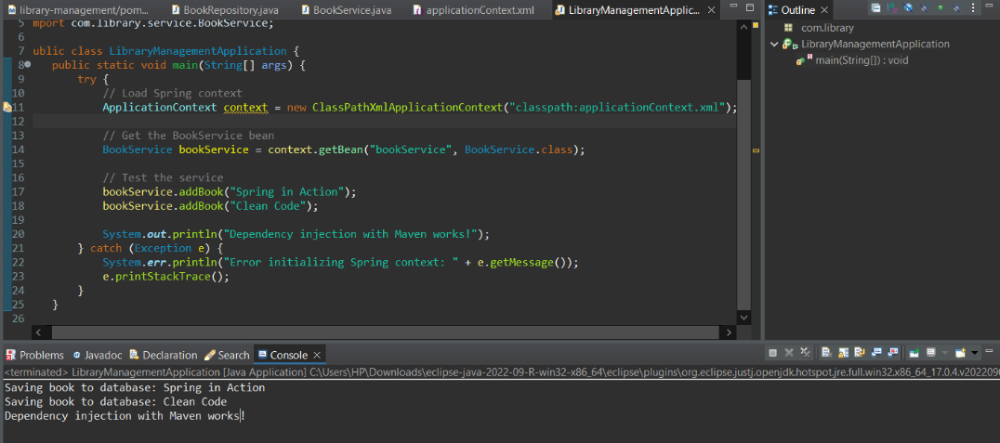 library-management/pom...
BookRepository.java
BookService.java
applicationContext.xml
LibraryManagementApplic...
Outline
5 mport com.library.service.BookService;
6
7 ublic class LibraryManagementApplication {
8 public static void main(String[] args) {
9 try {
10 // Load Spring context
11 ApplicationContext context = new ClassPathXmlApplicationContext("classpath:applicationContext.xml");
12
13 // Get the BookService bean
14 BookService bookService = context.getBean("bookService", BookService.class);
15
16 // Test the service
17 bookService.addBook("Spring in Action");
18 bookService.addBook("Clean Code");
19
20 System.out.println("Dependency injection with Maven works!");
21 } catch (Exception e) {
22 System.err.println("Error initializing Spring context: " + e.getMessage());
23 e.printStackTrace();
24 }
25 }
26
com.library
LibraryManagementApplication
main(String[]) : void
Problems @ Javadoc Declaration Search Console
<terminated> LibraryManagementApplication [Java Application] C:\Users\HP\Downloads\eclipse-java-2022-09-R-win32-x86_64\eclipse\plugins\org.eclipse.justj.openjdk.hotspot.jre.full.win32.x86_64_17.0.4.v202209
Saving book to database: Spring in Action
Saving book to database: Clean Code
Dependency injection with Maven works!